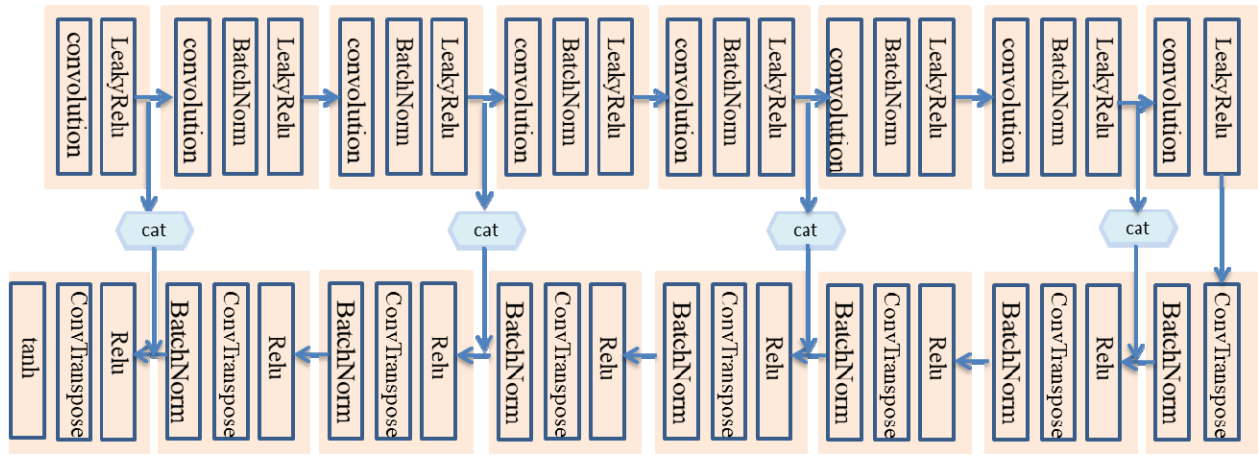 convolution
LeakyRelu
convolution
BatchNorm
LeakyRelu
convolution
BatchNorm
LeakyRelu
convolution
BatchNorm
LeakyRelu
convolution
BatchNorm
LeakyRelu
convolution
BatchNorm
LeakyRelu
convolution
BatchNorm
LeakyRelu
convolution
LeakyRelu
cat
cat
cat
cat
tanh
ConvTranspose
Relu
BatchNorm
ConvTranspose
Relu
BatchNorm
ConvTranspose
Relu
BatchNorm
ConvTranspose
Relu
BatchNorm
ConvTranspose
Relu
BatchNorm
ConvTranspose
Relu
BatchNorm
ConvTranspose
Relu
BatchNorm
ConvTranspose